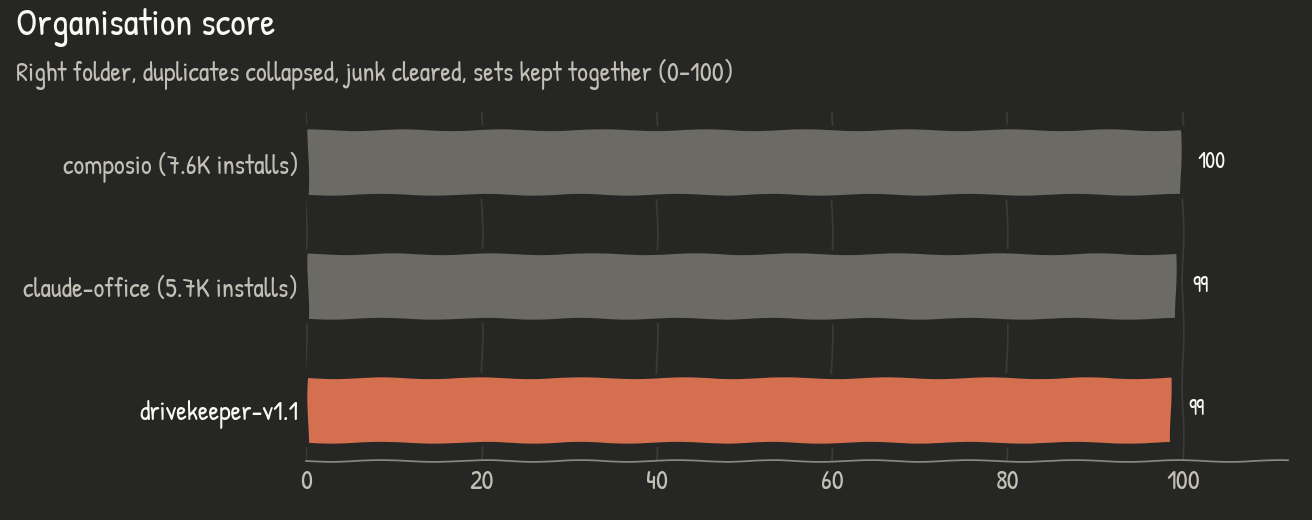 Organisation score
Right folder, duplicates collapsed, junk cleared, sets kept together (0–100)
composio (7.6K installs)
100
claude-office (5.7K installs)
99
drivekeeper-v1.1
99
0 20 40 60 80 100